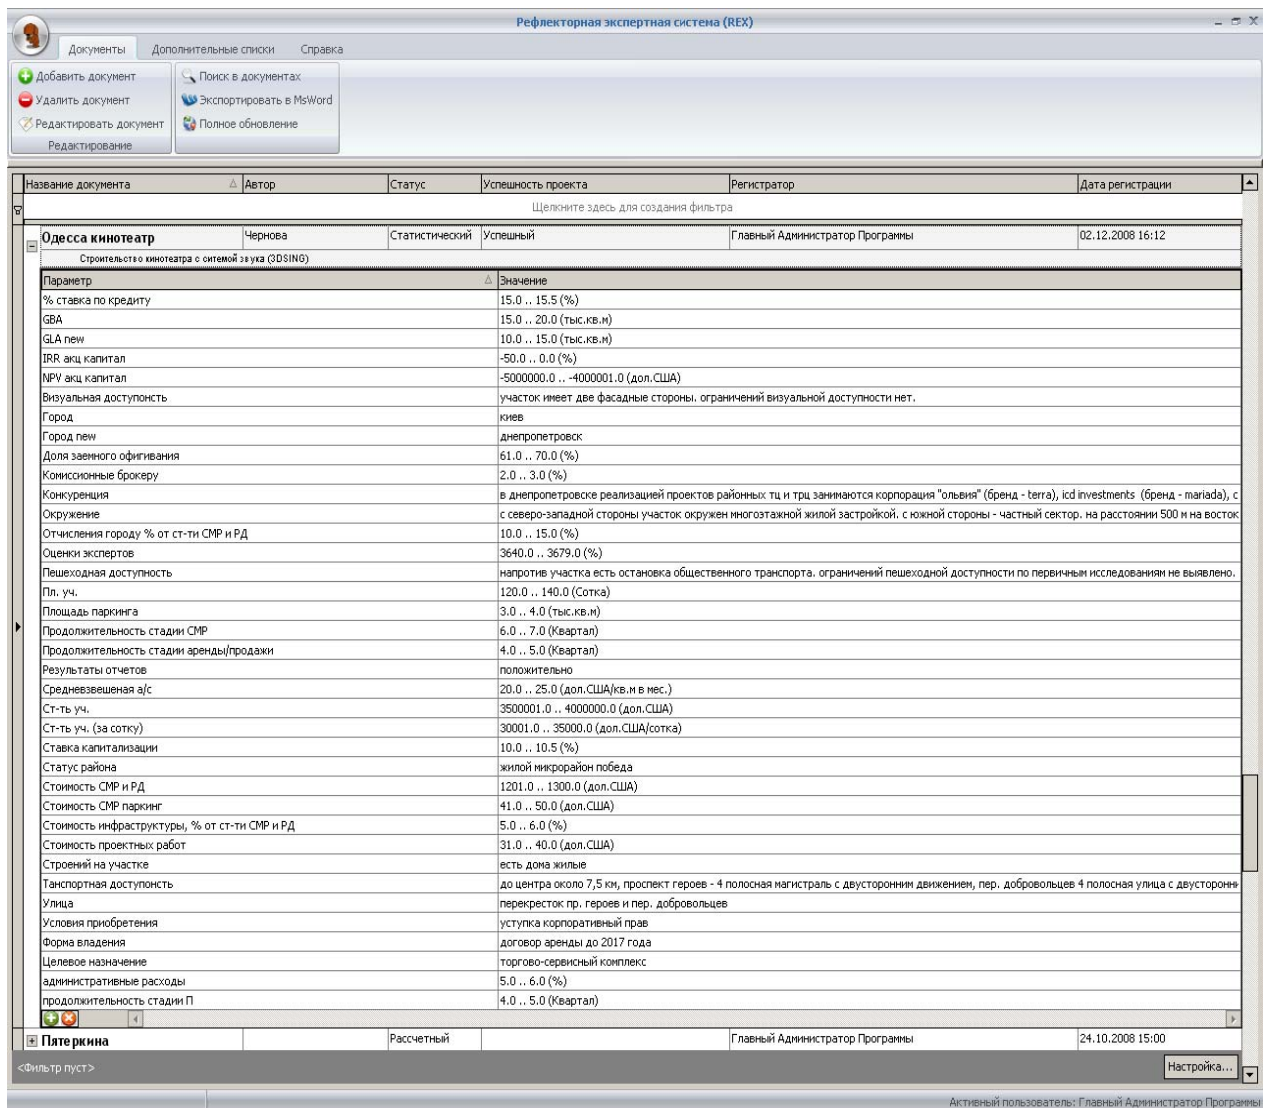 Рефлекторная экспертная система (REX)
Документы Дополнительные списки Справка
Добавить документ Поиск в документах
Удалить документ Экспортировать в MsWord
Редактировать документ Полное обновление
Редактирование
Название документа Автор Статус Успешность проекта Регистратор Дата регистрации
Щелкните здесь для создания фильтра
Одесса кинотеатр Чернова Статистический Успешный Главный Администратор Программы 02.12.2008 16:12
Строительство кинотеатра с ситемой звука (3DSING)
Параметр Значение
% ставка по кредиту 15.0 .. 15.5 (%)
GBA 15.0 .. 20.0 (тыс.кв.м)
GLA new 10.0 .. 15.0 (тыс.кв.м)
IRR акц капитал -50.0 .. 0.0 (%)
NPV акц капитал -5000000.0 .. -4000001.0 (дол.США)
Визуальная доступонсть участок имеет две фасадные стороны. ограничений визуальной доступности нет.
Город киев
Город new днепропетровск
Доля заемного офигивания 61.0 .. 70.0 (%)
Комиссионные брокеру 2.0 .. 3.0 (%)
Конкуренция в днепропетровске реализацией проектов районных тц и трц занимаются корпорация "ольвия" (бренд - terra), icd investments (бренд - mariada), с
Окружение с северо-западной стороны участок окружен многоэтажной жилой застройкой. с южной стороны - частный сектор. на расстоянии 500 м на восток
Отчисления городу % от ст-ти СМР и РД 10.0 .. 15.0 (%)
Оценки экспертов 3640.0 .. 3679.0 (%)
Пешеходная доступность напротив участка есть остановка общественного транспорта. ограничений пешеходной доступности по первичным исследованиям не выявлено.
Пл. уч. 120.0 .. 140.0 (Сотка)
Площадь паркинга 3.0 .. 4.0 (тыс.кв.м)
Продолжительность стадии СМР 6.0 .. 7.0 (Квартал)
Продолжительность стадии аренды/продажи 4.0 .. 5.0 (Квартал)
Результаты отчетов положительно
Средневзвешеная а/с 20.0 .. 25.0 (дол.США/кв.м в мес.)
Ст-ть уч. 3500001.0 .. 4000000.0 (дол.США)
Ст-ть уч. (за сотку) 30001.0 .. 35000.0 (дол.США/сотка)
Ставка капитализации 10.0 .. 10.5 (%)
Статус района жилой микрорайон победа
Стоимость СМР и РД 1201.0 .. 1300.0 (дол.США)
Стоимость СМР паркинг 41.0 .. 50.0 (дол.США)
Стоимость инфраструктуры, % от ст-ти СМР и РД 5.0 .. 6.0 (%)
Стоимость проектных работ 31.0 .. 40.0 (дол.США)
Строений на участке есть дома жилые
Танспортная доступонсть до центра около 7,5 км, проспект героев - 4 полосная магистраль с двусторонним движением, пер. добровольцев 4 полосная улица с двусторонн
Улица перекресток пр. героев и пер. добровольцев
Условия приобретения уступка корпоративный прав
Форма владения договор аренды до 2017 года
Целевое назначение торгово-сервисный комплекс
административные расходы 5.0 .. 6.0 (%)
продолжительность стадии П 4.0 .. 5.0 (Квартал)
Пятеркина Рассчетный Главный Администратор Программы 24.10.2008 15:00
<Фильтр пуст> Настройка...
Активный пользователь: Главный Администратор Программы